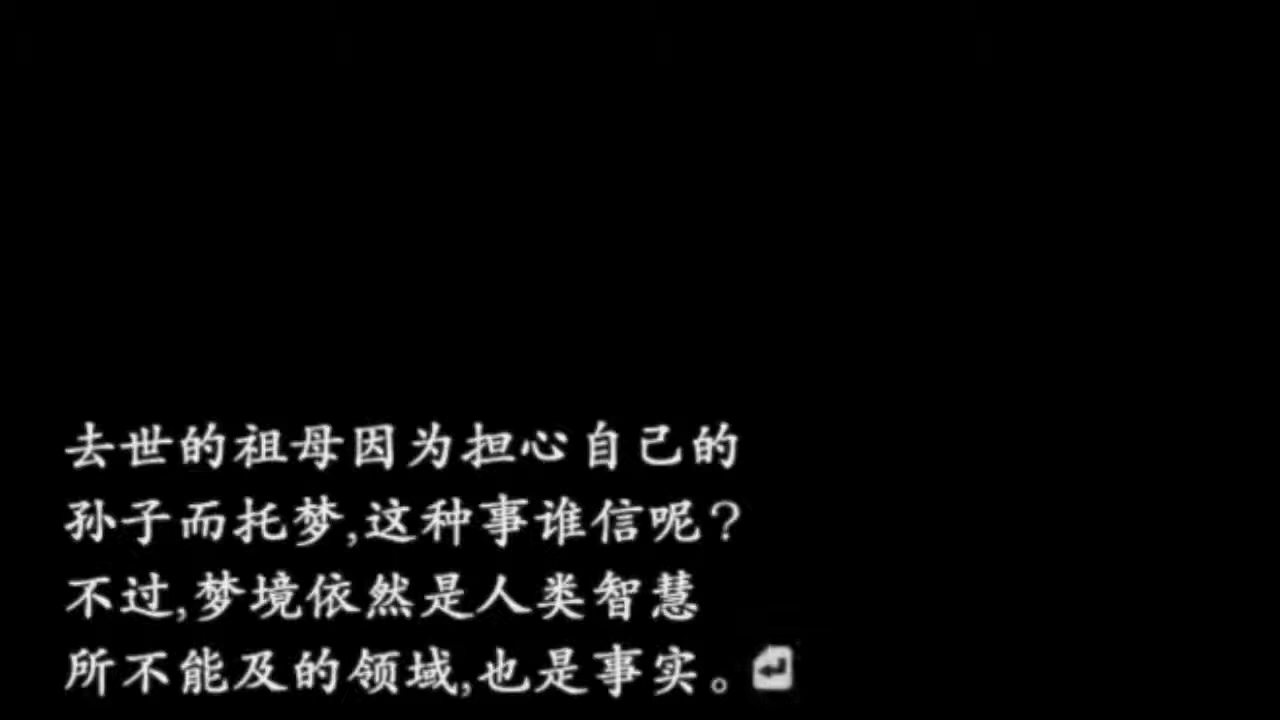 去世的祖母因为担心自己的
孙子而托梦,这种事谁信呢？
不过,梦境依然是人类智慧
所不能及的领域,也是事实。